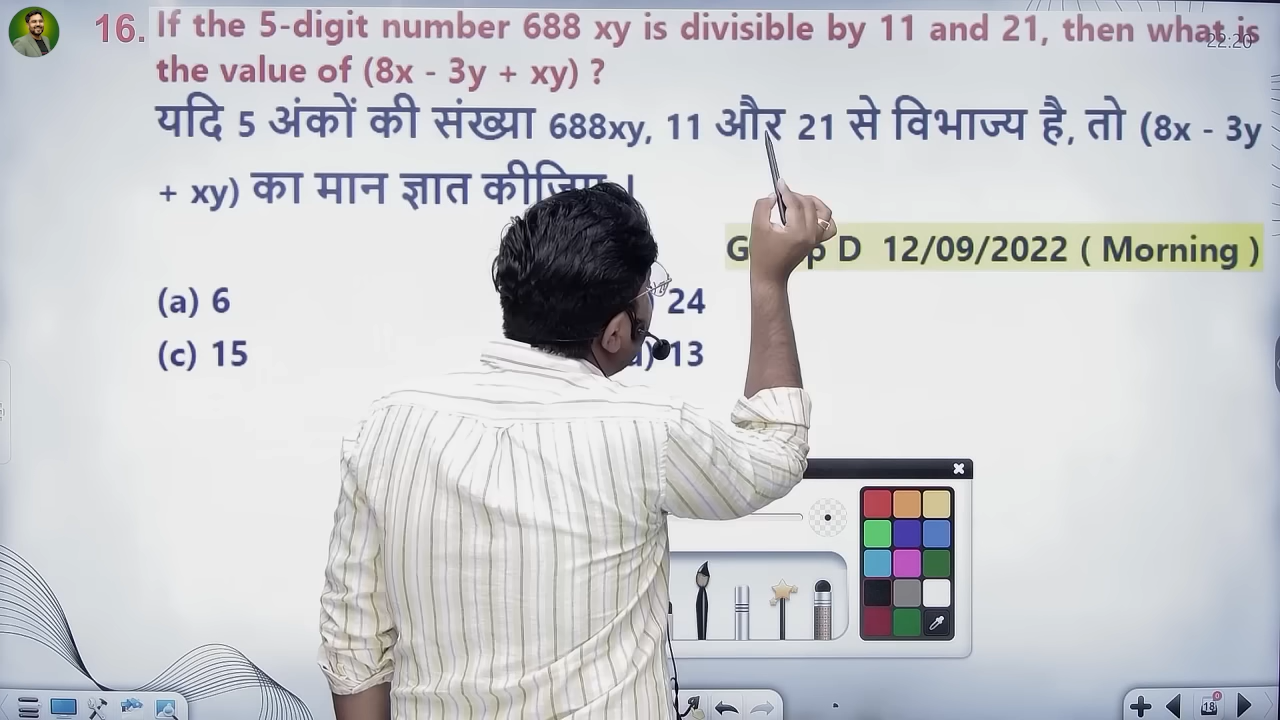 16. If the 5-digit number 688 xy is divisible by 11 and 21, then what is
22:20
the value of (8x - 3y + xy) ?
यदि 5 अंकों की संख्या 688xy, 11 और 21 से विभाज्य है, तो (8x - 3y
+ xy) का मान ज्ञात कीजिए ।
D 12/09/2022 ( Morning )
(a) 6 24
(c) 15 d) 13
18